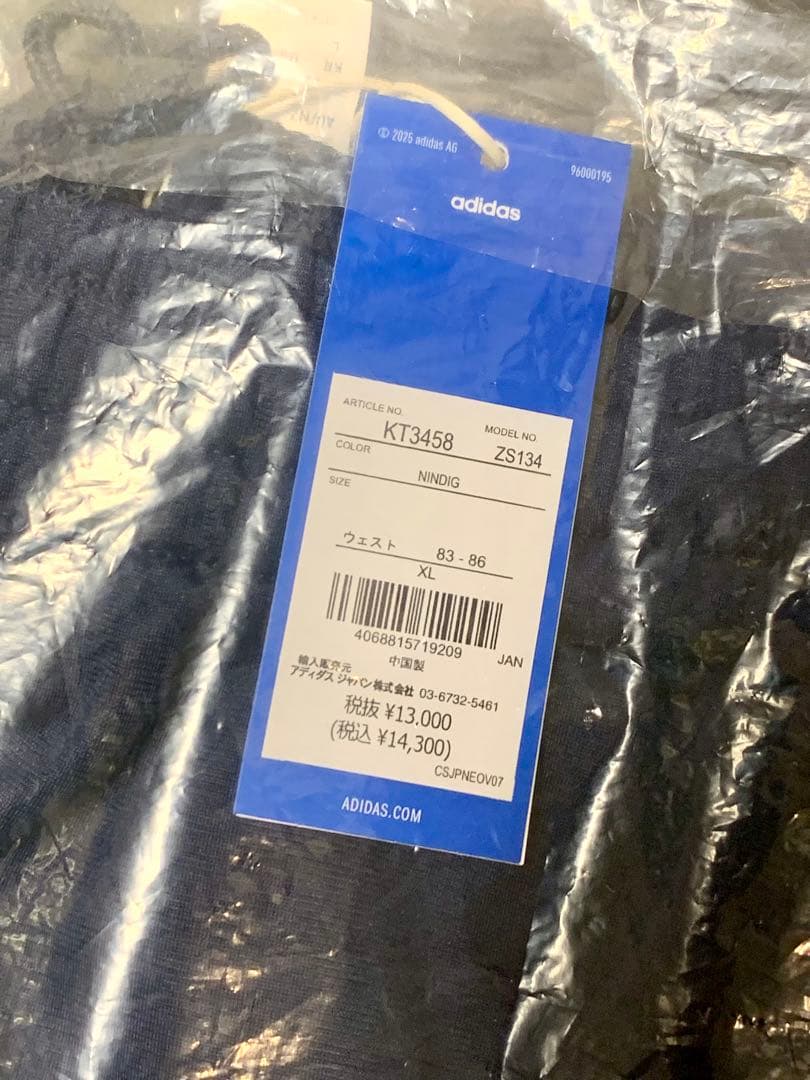 © 2025 adidas AG
96000195
adidas
ARTICLE NO.
KT3458
MODEL NO
ZS134
COLOR
NINDIG
SIZE
ウェスト 83 - 86
XL
4068815719209
JAN
中国製
輸入販売元
アディダス ジャパン株式会社 03-6732-5461
税抜 ¥13.000
(税込 ¥14,300)
CSJPNEOV07
ADIDAS.COM